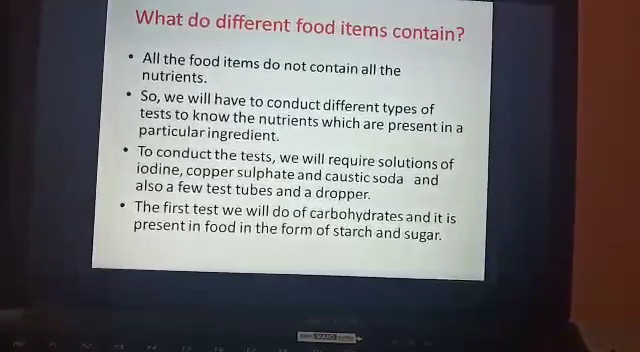 What do different food items contain?
• All the food items do not contain all the
nutrients.
• So, we will have to conduct different types of
tests to know the nutrients which are present in a
particular ingredient.
• To conduct the tests, we will require solutions of
iodine, copper sulphate and caustic soda and
also a few test tubes and a dropper.
• The first test we will do of carbohydrates and it is
present in food in the form of starch and sugar.